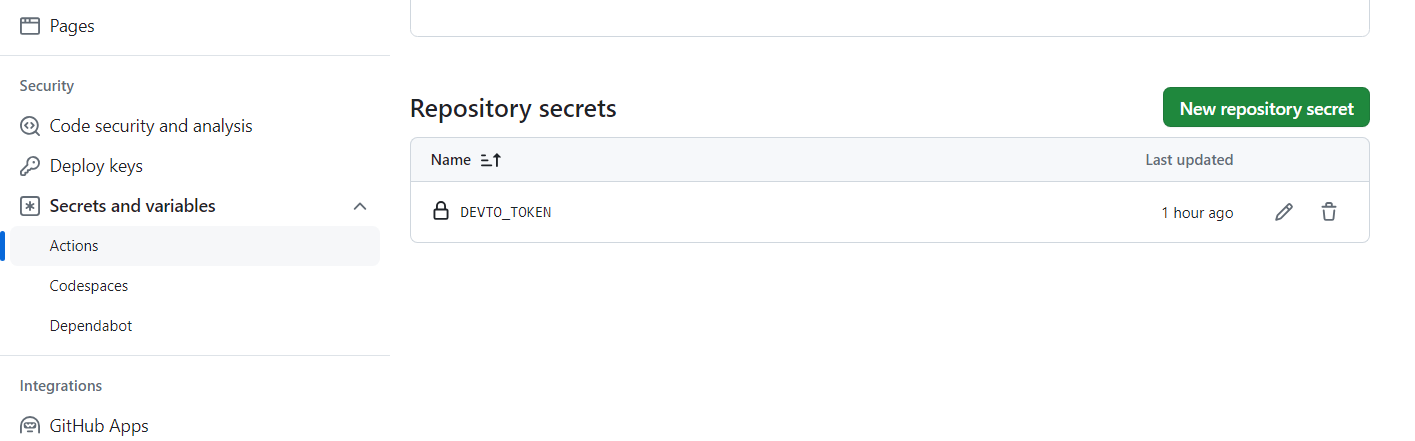 Pages
Security
Code security and analysis
Deploy keys
Secrets and variables
Actions
Codespaces
Dependabot
Integrations
GitHub Apps
Repository secrets
New repository secret
Name Last updated
DEVTO_TOKEN 1 hour ago